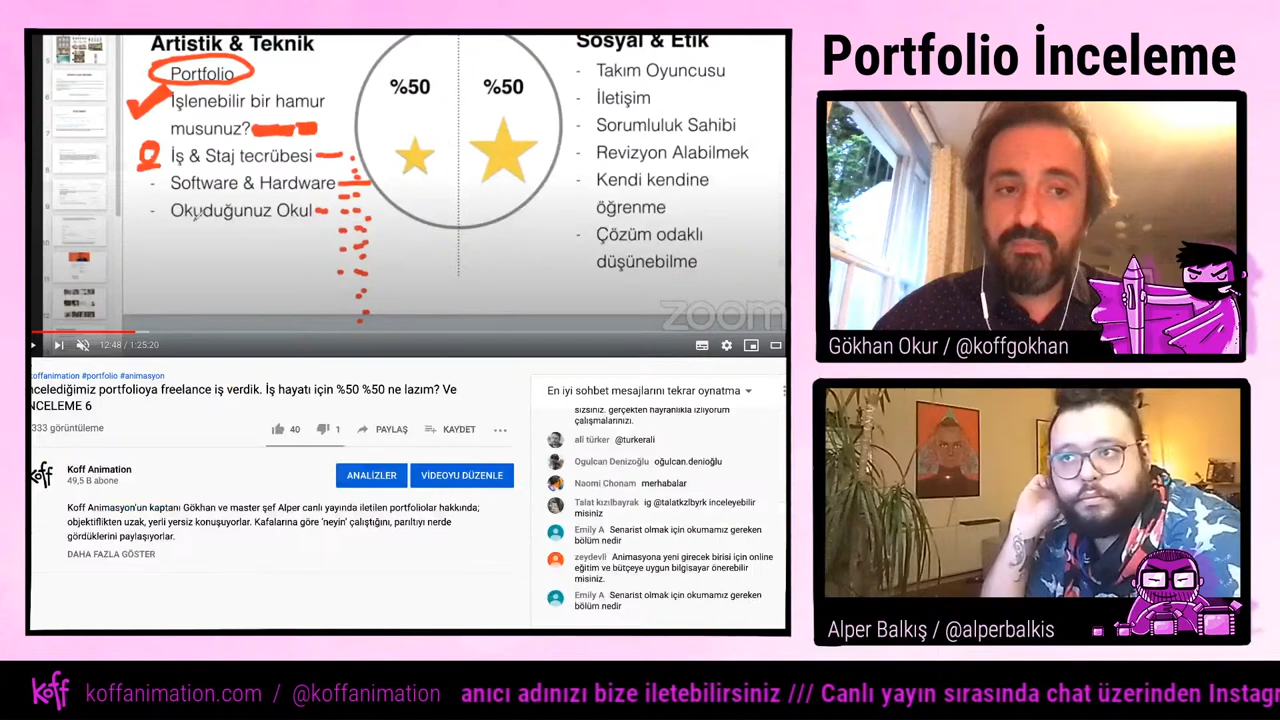 Portfolio İnceleme
Artistik & Teknik
Portfolio
İşlenebilir bir hamur
musunuz?
İş & Staj tecrübesi
- Software & Hardware
- Okuduğunuz Okul
%50
%50
Sosyal & Etik
- Takım Oyuncusu
- İletişim
- Sorumluluk Sahibi
- Revizyon Alabilmek
- Kendi kendine
öğrenme
- Çözüm odaklı
düşünebilme
zoom
12:48 / 1:25:20
koffanimation #portfolio #animasyon
ncelediğimiz portfolioya freelance iş verdik. İş hayatı için %50 %50 ne lazım? Ve
NCELEME 6
333 görüntüleme
40
1
PAYLAŞ
KAYDET
Koff Animation
49,5 B abone
ANALİZLER
VİDEOYU DÜZENLE
Koff Animasyon'un kaptanı Gökhan ve master şef Alper canlı yayında iletilen portfoliolar hakkında;
objektiflikten uzak, yerli yersiz konuşuyorlar. Kafalarına göre 'neyin' çalıştığını, parıltıyı nerde
gördüklerini paylaşıyorlar.
DAHA FAZLA GÖSTER
En iyi sohbet mesajlarını tekrar oynatma
sizsiniz. gerçekten hayranlıkla izliyorum
çalışmalarınızı.
ali türker @turkerali
Ogulcan Denizoğlu oğulcan.denioğlu
Naomi Chonam merhabalar
Talat kızılbayrak ig @talatkzlbyrk inceleyebilir
misiniz
Emily A Senarist olmak için okumamız gereken
bölüm nedir
zeydevli Animasyona yeni girecek birisi için online
eğitim ve bütçeye uygun bilgisayar önerebilir
misiniz.
Emily A Senarist olmak için okumamız gereken
bölüm nedir
Gökhan Okur / @koffgokhan
Alper Balkış / @alperbalkis
Koff koffanimation.com / @koffanimation anıcı adınızı bize iletebilirsiniz /// Canlı yayın sırasında chat üzerinden Instag